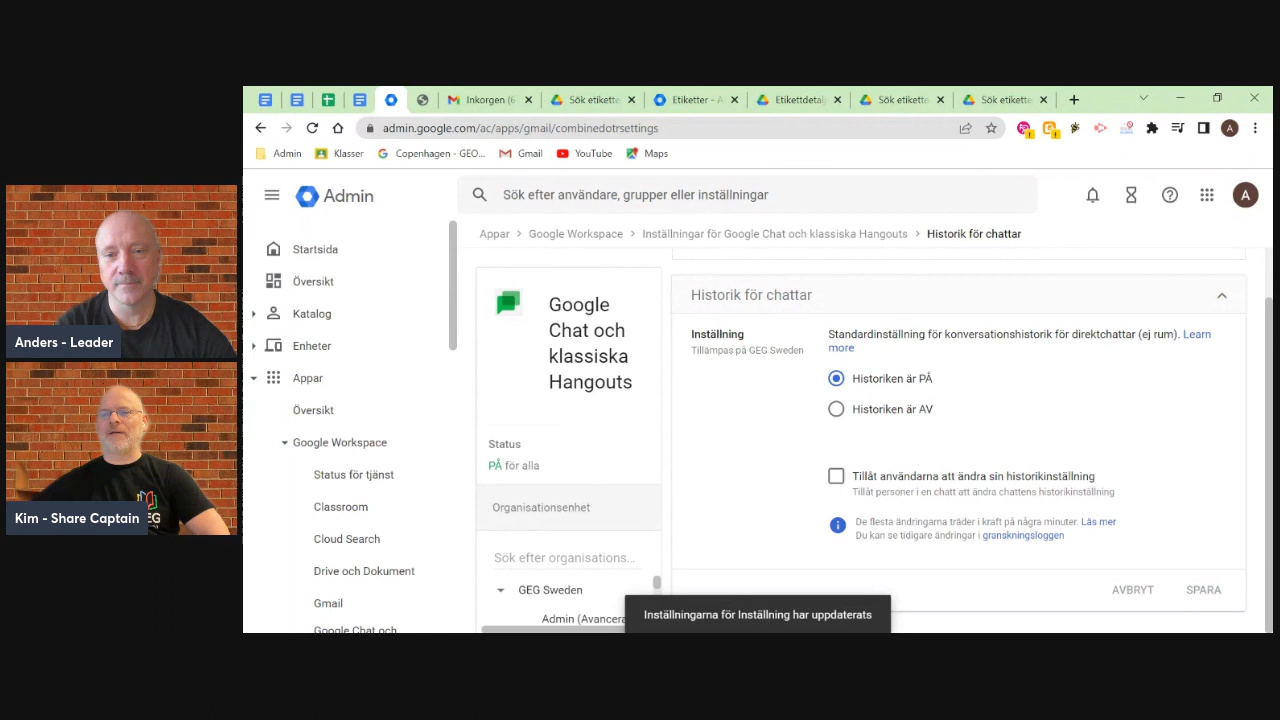 Inkorgen (6
Sök etikette
Etiketter - A
Etikettdetalj
Sök etikette
Sök etikette
admin.google.com/ac/apps/gmail/combinedotrsettings
A
Admin
Klasser
Copenhagen - GEO...
Gmail
YouTube
Maps
Admin
Sök efter användare, grupper eller inställningar
A
Appar
Google Workspace
Inställningar för Google Chat och klassiska Hangouts
Historik för chattar
Startsida
Översikt
Katalog
Enheter
Appar
Översikt
Google Workspace
Status för tjänst
Classroom
Cloud Search
Drive och Dokument
Gmail
Google Chat och
Google
Chat och
klassiska
Hangouts
Status
PÅ för alla
Organisationsenhet
Sök efter organisations...
GEG Sweden
Admin (Avancera
Historik för chattar
Inställning
Tillämpas på GEG Sweden
Standardinställning för konversationshistorik för direktchattar (ej rum). Learn
more
Historiken är PÅ
Historiken är AV
Tillåt användarna att ändra sin historikinställning
Tillåt personer i en chatt att ändra chattens historikinställning
De flesta ändringarna träder i kraft på några minuter. Läs mer
Du kan se tidigare ändringar i granskningsloggen
AVBRYT
SPARA
Inställningarna för Inställning har uppdaterats
Anders - Leader
Kim - Share Captain